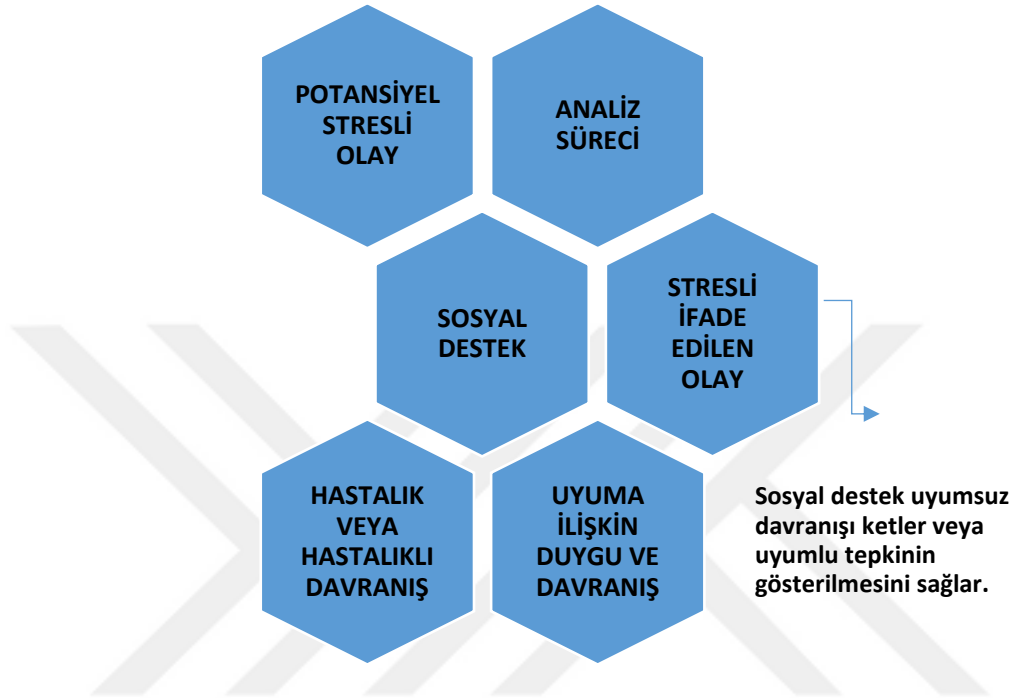 POTANSİYEL
STRESLİ
OLAY
ANALİZ
SÜRECİ
SOSYAL
DESTEK
STRESLİ
İFADE
EDİLEN
OLAY
HASTALIK
VEYA
HASTALIKLI
DAVRANIŞ
UYUMA
İLİŞKİN
DUYGU VE
DAVRANIŞ
Sosyal destek uyumsuz
davranışı ketler veya
uyumlu tepkinin
gösterilmesini sağlar.